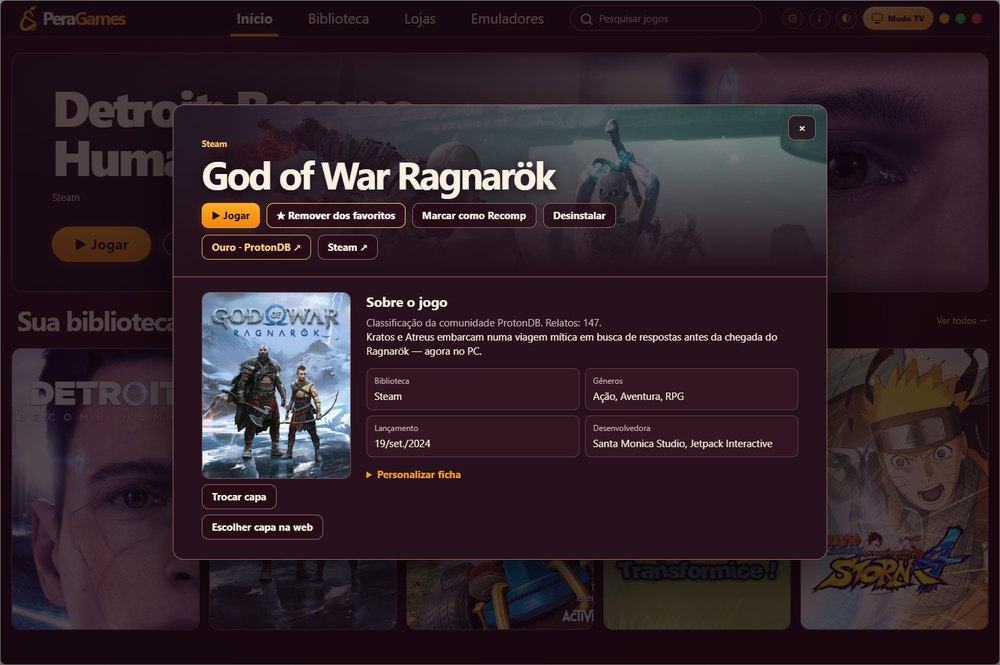 PeraGames
Início
Biblioteca
Lojas
Emuladores
Pesquisar jogos
Modo TV
Detroit: Become
Huma
Steam
▶ Jogar
Steam
God of War Ragnarök
▶ Jogar
★ Remover dos favoritos
Marcar como Recomp
Desinstalar
Ouro · ProtonDB ↗
Steam ↗
×
GOD OF WAR
RAGNARÖK
Sobre o jogo
Classificação da comunidade ProtonDB. Relatos: 147.
Kratos e Atreus embarcam numa viagem mítica em busca de respostas antes da chegada do
Ragnarök — agora no PC.
Biblioteca
Steam
Gêneros
Ação, Aventura, RPG
Lançamento
19/set./2024
Desenvolvedora
Santa Monica Studio, Jetpack Interactive
▶ Personalizar ficha
Trocar capa
Escolher capa na web
Sua biblioteca
Ver todos →
DETROIT
BECOME HUM
Transformice !
NARUTO
STORM 4